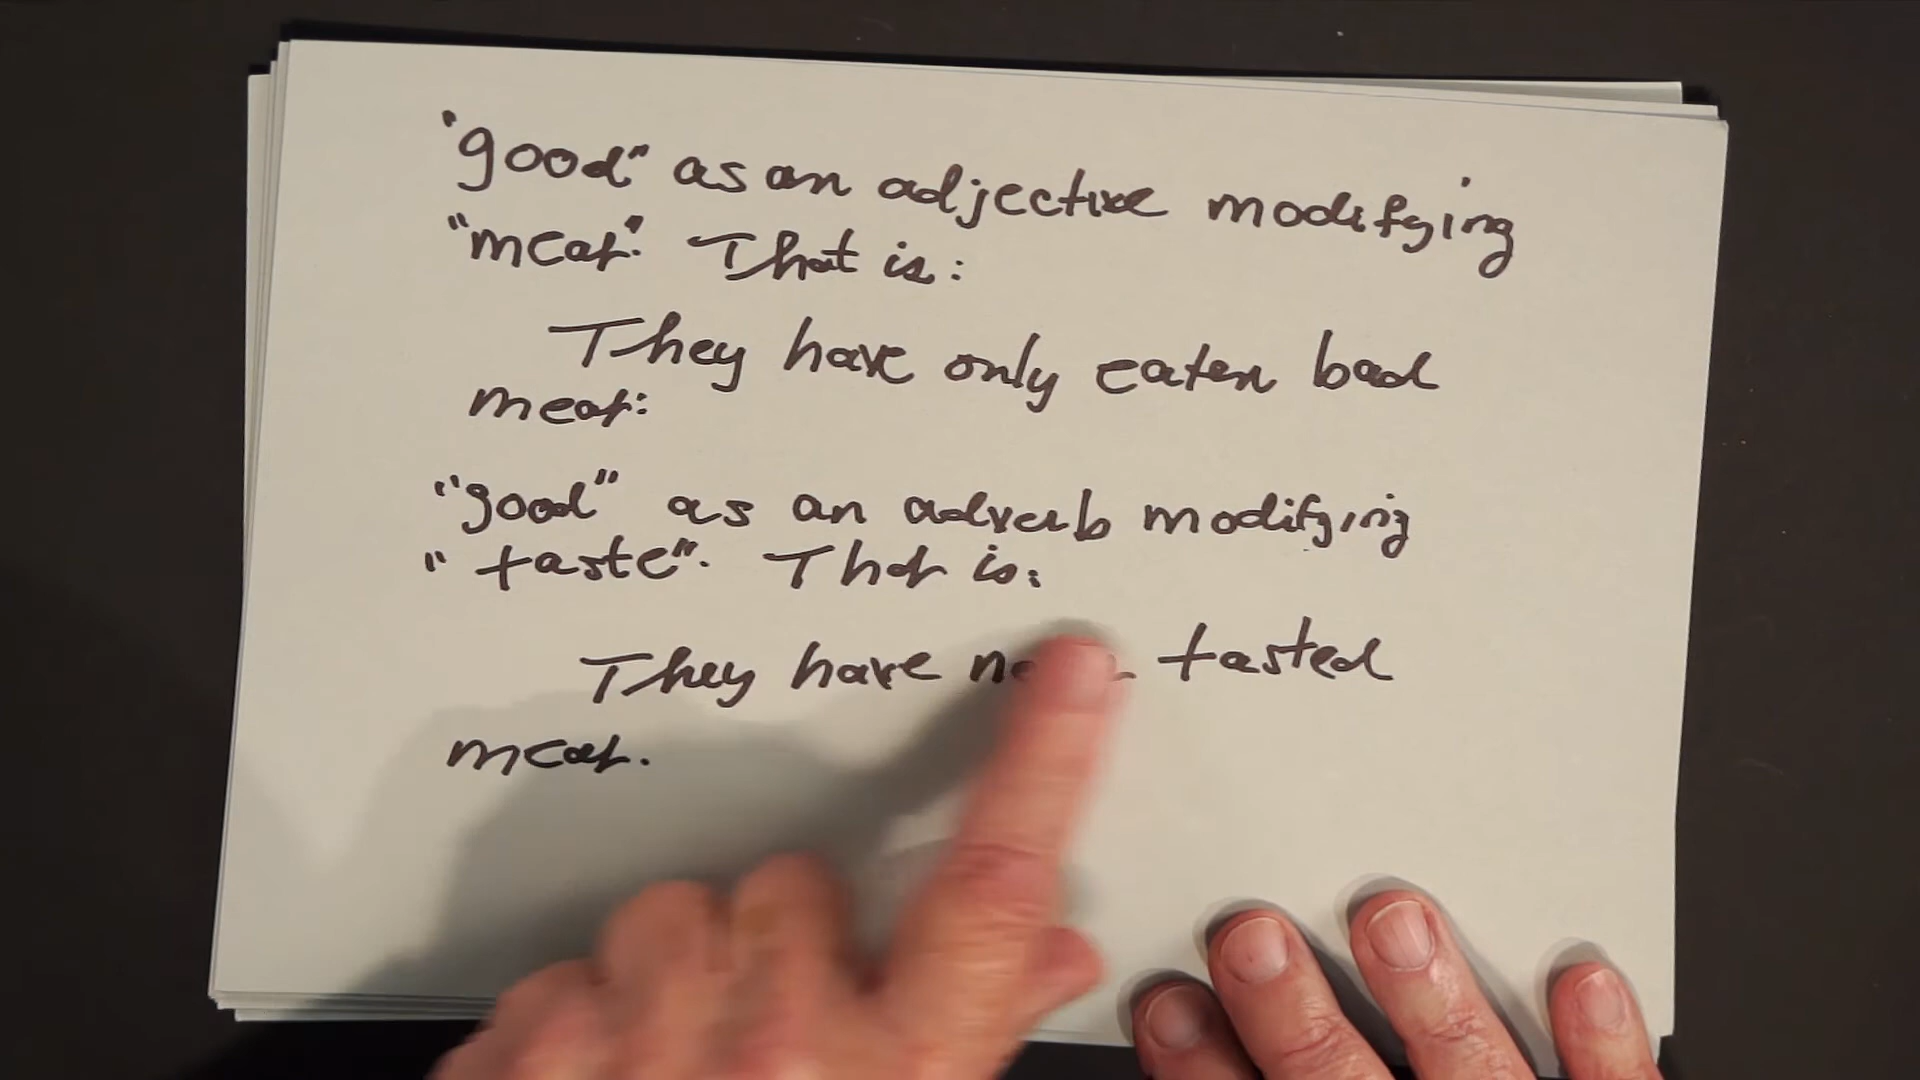 "good" as an adjective modifying
"meat". That is:
They have only eaten bad
meat.
"good" as an adverb modifying
"taste". That is:
They have tasted
meat.